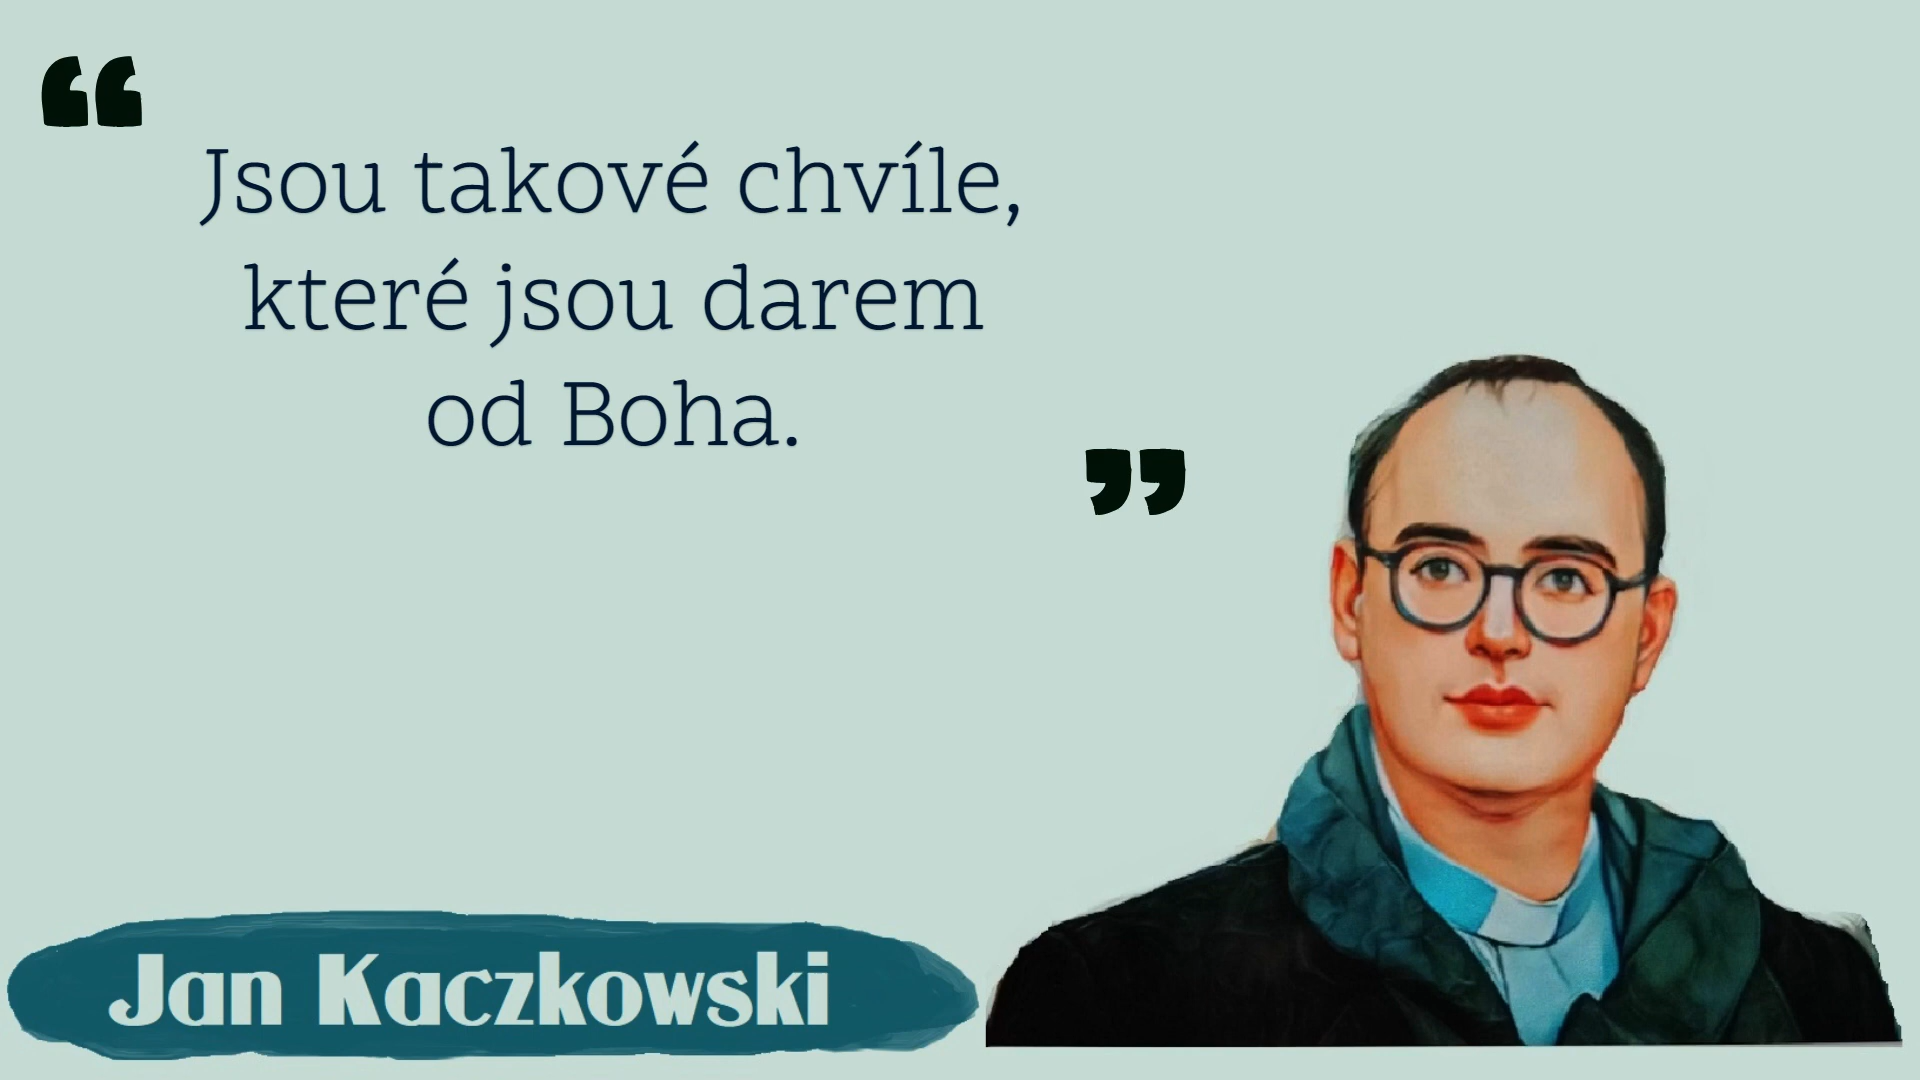 “
Jsou takové chvíle,
které jsou darem
od Boha.
”
Jan Kaczkowski